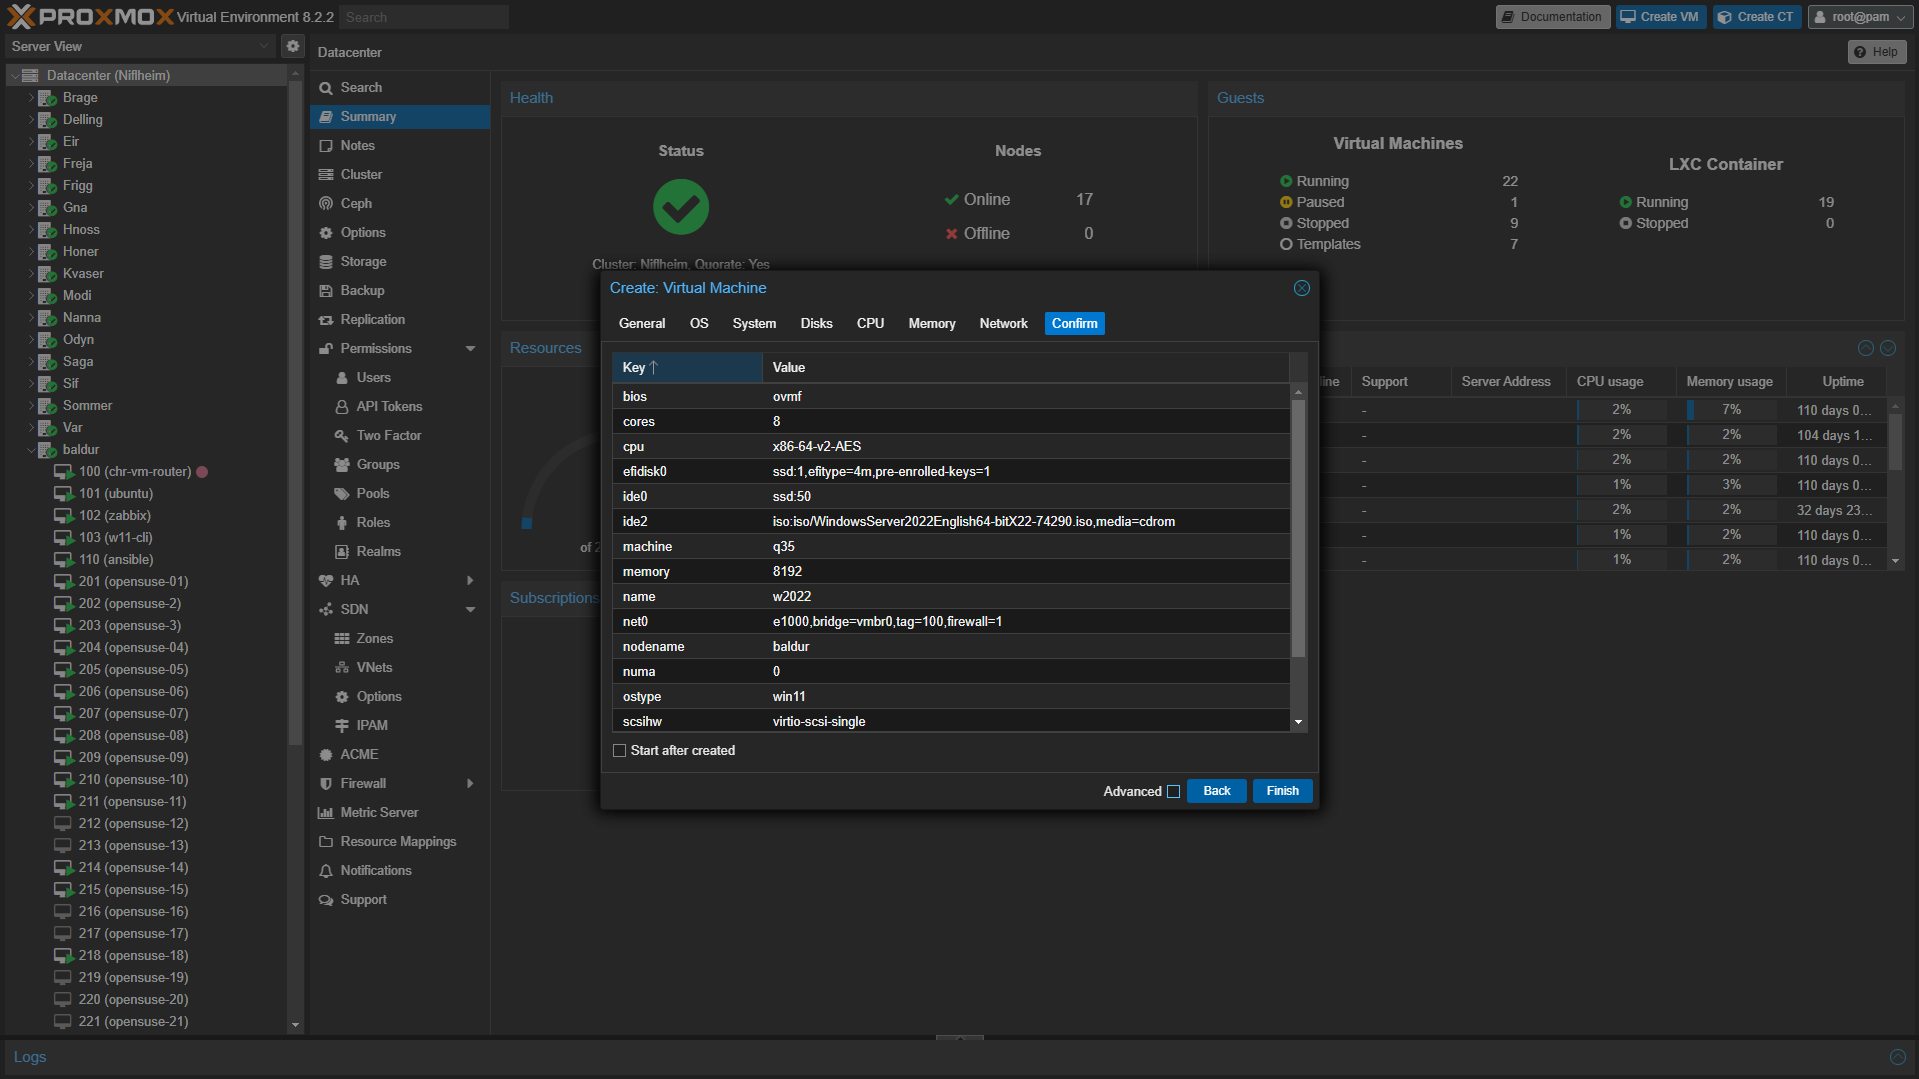 PROXMOX Virtual Environment 8.2.2
Search
Documentation
Create VM
Create CT
root@pam
Server View
Datacenter
Help
Datacenter (Niflheim)
Brage
Delling
Eir
Freja
Frigg
Gna
Hnoss
Honer
Kvaser
Modi
Nanna
Odyn
Saga
Sif
Sommer
Var
baldur
100 (chr-vm-router)
101 (ubuntu)
102 (zabbix)
103 (w11-cli)
110 (ansible)
201 (opensuse-01)
202 (opensuse-2)
203 (opensuse-3)
204 (opensuse-04)
205 (opensuse-05)
206 (opensuse-06)
207 (opensuse-07)
208 (opensuse-08)
209 (opensuse-09)
210 (opensuse-10)
211 (opensuse-11)
212 (opensuse-12)
213 (opensuse-13)
214 (opensuse-14)
215 (opensuse-15)
216 (opensuse-16)
217 (opensuse-17)
218 (opensuse-18)
219 (opensuse-19)
220 (opensuse-20)
221 (opensuse-21)
Search
Summary
Notes
Cluster
Ceph
Options
Storage
Backup
Replication
Permissions
Users
API Tokens
Two Factor
Groups
Pools
Roles
Realms
HA
SDN
Zones
VNets
Options
IPAM
ACME
Firewall
Metric Server
Resource Mappings
Notifications
Support
Health
Status
Nodes
Online 17
Offline 0
Cluster: Niflheim, Quorate: Yes
Guests
Virtual Machines
Running 22
Paused 1
Stopped 9
Templates 7
LXC Container
Running 19
Stopped 0
Resources
of 2
Subscriptions
line Support Server Address CPU usage Memory usage Uptime
- 2% 7% 110 days 0...
- 2% 2% 104 days 1...
- 2% 2% 110 days 0...
- 1% 3% 110 days 0...
- 2% 2% 32 days 23...
- 1% 2% 110 days 0...
- 1% 2% 110 days 0...
Create: Virtual Machine
General OS System Disks CPU Memory Network Confirm
Key Value
bios ovmf
cores 8
cpu x86-64-v2-AES
efidisk0 ssd:1,efitype=4m,pre-enrolled-keys=1
ide0 ssd:50
ide2 iso:iso/WindowsServer2022English64-bitX22-74290.iso,media=cdrom
machine q35
memory 8192
name w2022
net0 e1000,bridge=vmbr0,tag=100,firewall=1
nodename baldur
numa 0
ostype win11
scsihw virtio-scsi-single
Start after created
Advanced
Back
Finish
Logs